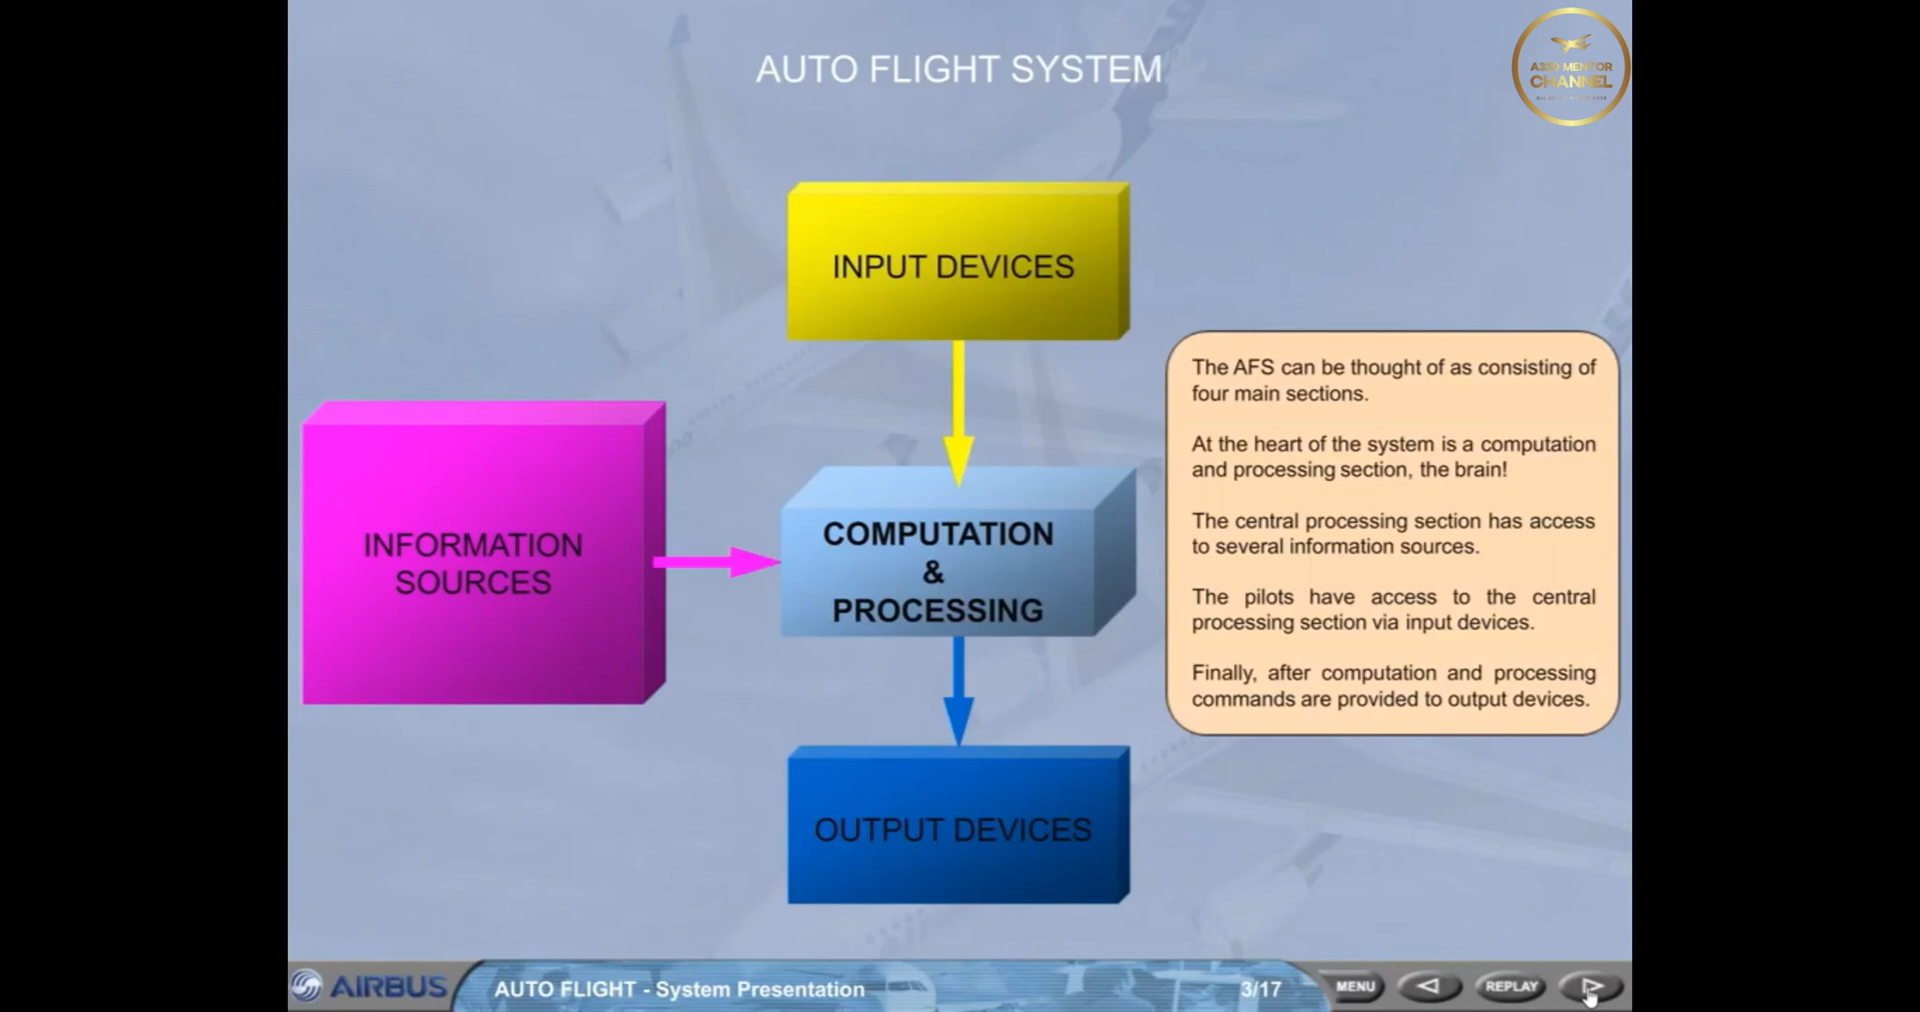 AUTO FLIGHT SYSTEM
A320 MENTOR
CHANNEL
INPUT DEVICES
INFORMATION
SOURCES
COMPUTATION
&
PROCESSING
OUTPUT DEVICES
The AFS can be thought of as consisting of
four main sections.
At the heart of the system is a computation
and processing section, the brain!
The central processing section has access
to several information sources.
The pilots have access to the central
processing section via input devices.
Finally, after computation and processing
commands are provided to output devices.
AIRBUS
AUTO FLIGHT - System Presentation
3/17
MENU
REPLAY